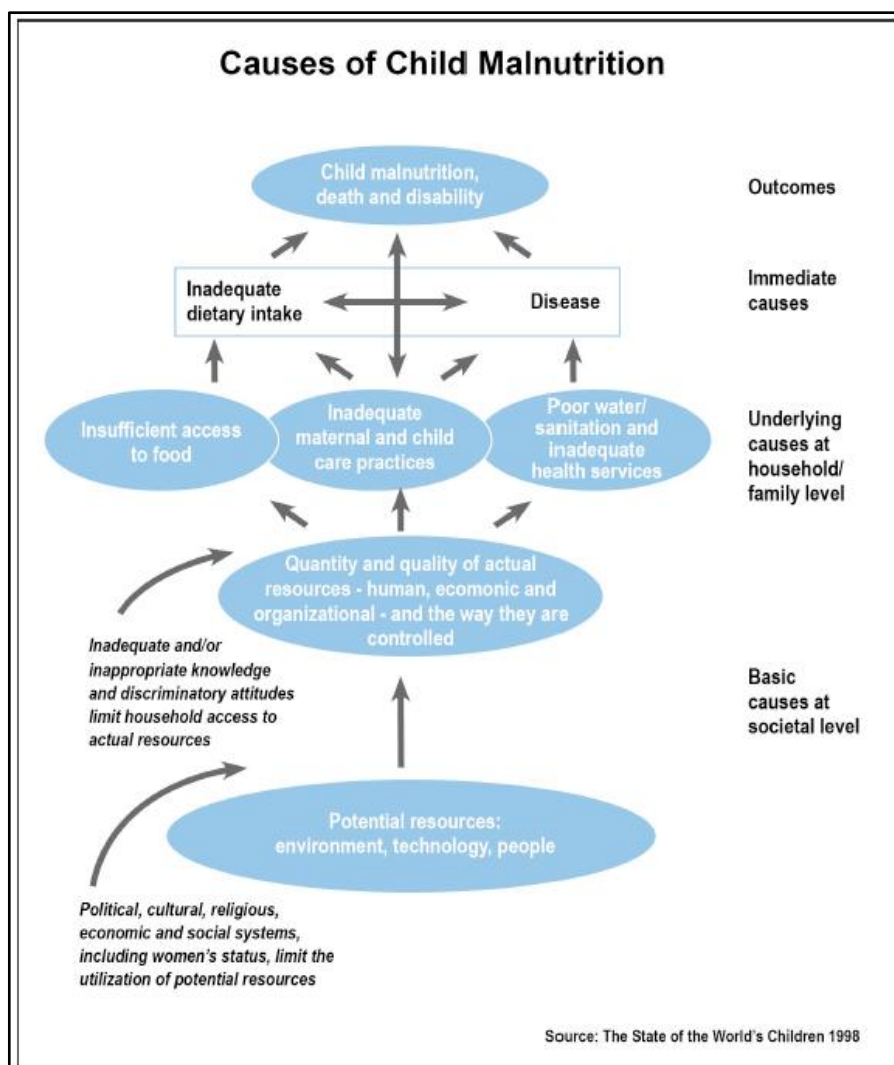 Causes of Child Malnutrition
Child malnutrition,
death and disability
Outcomes
Inadequate
dietary intake
Disease
Immediate
causes
Insufficient access
to food
Inadequate
maternal and child
care practices
Poor water/
sanitation and
inadequate
health services
Underlying
causes at
household/
family level
Quantity and quality of actual
resources - human, ecomonic and
organizational - and the way they are
controlled
Inadequate and/or
inappropriate knowledge
and discriminatory attitudes
limit household access to
actual resources
Basic
causes at
societal level
Potential resources:
environment, technology, people
Political, cultural, religious,
economic and social systems,
including women's status, limit the
utilization of potential resources
Source: The State of the World's Children 1998